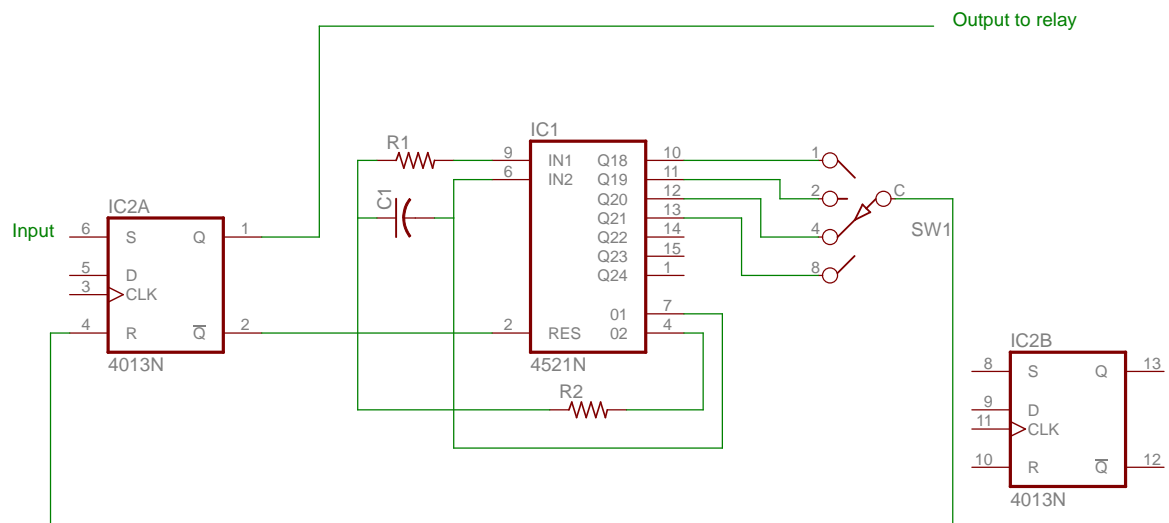 Output to relay
R1
C1
IC1
9 IN1 Q18 10
6 IN2 Q19 11
Q20 12
Q21 13
Q22 14
Q23 15
Q24 1
01 7
2 RES 02 4
4521N
R2
1
2
4
8
C
SW1
Input
IC2A
6 S Q 1
5 D
3 CLK
4 R Q 2
4013N
IC2B
8 S Q 13
9 D
11 CLK
10 R Q 12
4013N